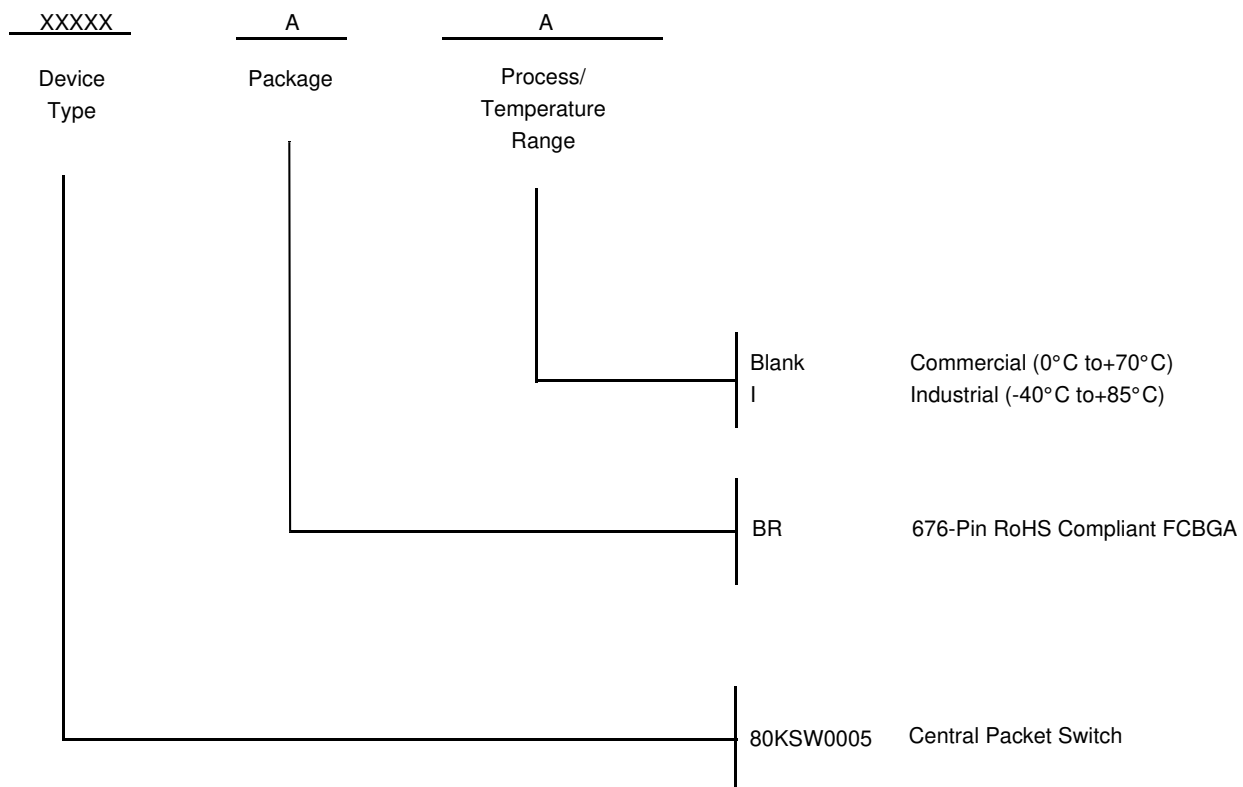 XXXXX A A
Device Type
Package
Process/
Temperature
Range
Blank Commercial (0°C to+70°C)
I Industrial (-40°C to+85°C)
BR 676-Pin RoHS Compliant FCBGA
80KSW0005 Central Packet Switch